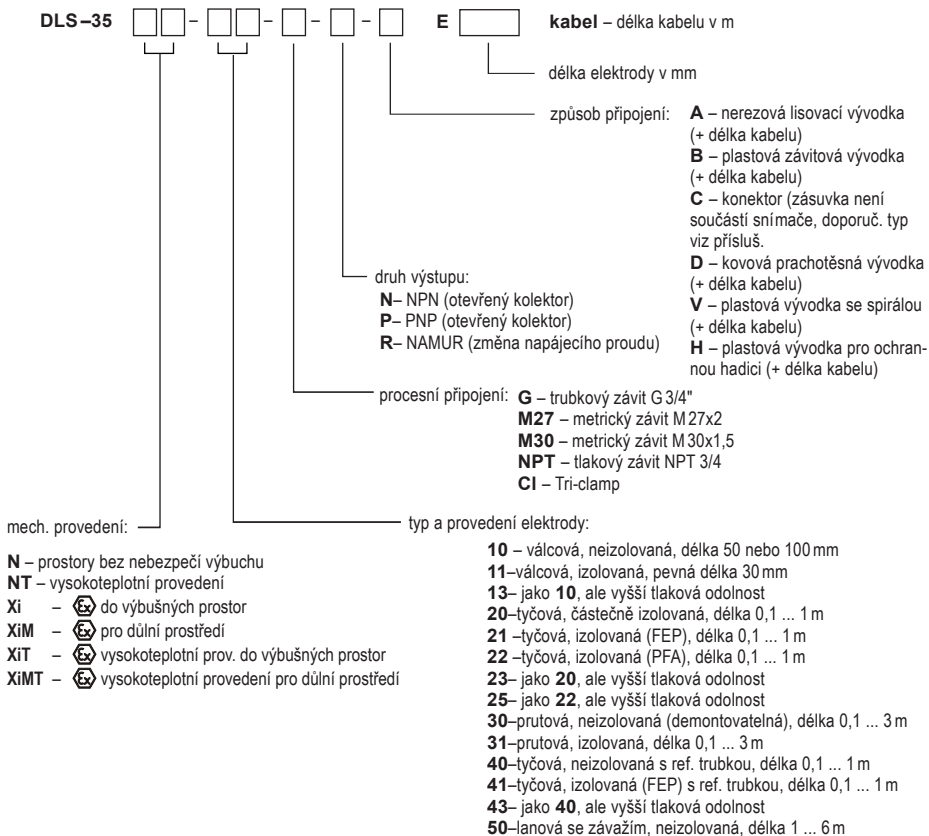 DLS–35 – – – – E kabel – délka kabelu v m
délka elektrody v mm
způsob připojení:
A – nerezová lisovací vývodka
(+ délka kabelu)
B – plastová závitová vývodka
(+ délka kabelu)
C – konektor (zásuvka není
součástí snímače, doporuč. typ
viz přísluš.
D – kovová prachotěsná vývodka
(+ délka kabelu)
V – plastová vývodka se spirálou
(+ délka kabelu)
H – plastová vývodka pro ochran-
nou hadici (+ délka kabelu)
druh výstupu:
N– NPN (otevřený kolektor)
P– PNP (otevřený kolektor)
R– NAMUR (změna napájecího proudu)
procesní připojení:
G – trubkový závit G 3/4"
M27 – metrický závit M 27x2
M30 – metrický závit M 30x1,5
NPT – tlakový závit NPT 3/4
Cl – Tri-clamp
mech. provedení:
N – prostory bez nebezpečí výbuchu
NT – vysokoteplotní provedení
Xi – Ex do výbušných prostor
XiM – Ex pro důlní prostředí
XiT – Ex vysokoteplotní prov. do výbušných prostor
XiMT – Ex vysokoteplotní provedení pro důlní prostředí
typ a provedení elektrody:
10 – válcová, neizolovaná, délka 50 nebo 100 mm
11–válcová, izolovaná, pevná délka 30 mm
13– jako 10, ale vyšší tlaková odolnost
20–tyčová, částečně izolovaná, délka 0,1 ... 1 m
21 –tyčová, izolovaná (FEP), délka 0,1 ... 1 m
22 –tyčová, izolovaná (PFA), délka 0,1 ... 1 m
23– jako 20, ale vyšší tlaková odolnost
25– jako 22, ale vyšší tlaková odolnost
30–prutová, neizolovaná (demontovatelná), délka 0,1 ... 3 m
31–prutová, izolovaná, délka 0,1 ... 3 m
40–tyčová, neizolovaná s ref. trubkou, délka 0,1 ... 1 m
41–tyčová, izolovaná (FEP) s ref. trubkou, délka 0,1 ... 1 m
43– jako 40, ale vyšší tlaková odolnost
50–lanová se závažím, neizolovaná, délka 1 ... 6 m